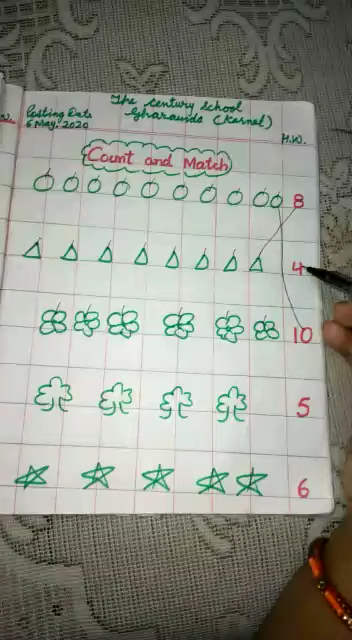 The Century School
Gharaunda (Karnal)
Posting Date
6 May, 2020
H.W.
Count and Match
8
4
10
5
6